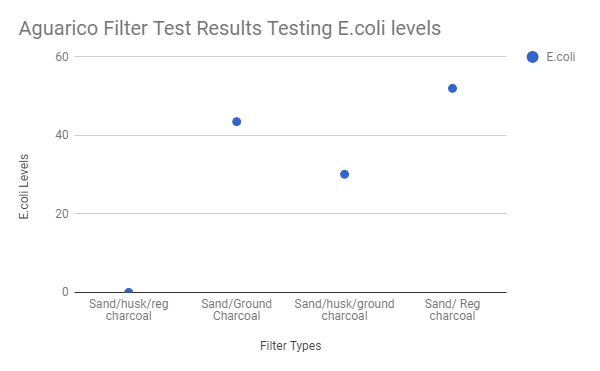 Aguarico Filter Test Results Testing E.coli levels
E.coli
E.coli Levels
60
40
20
0
Sand/husk/reg
charcoal
Sand/Ground
Charcoal
Sand/husk/ground
charcoal
Sand/ Reg
charcoal
Filter Types